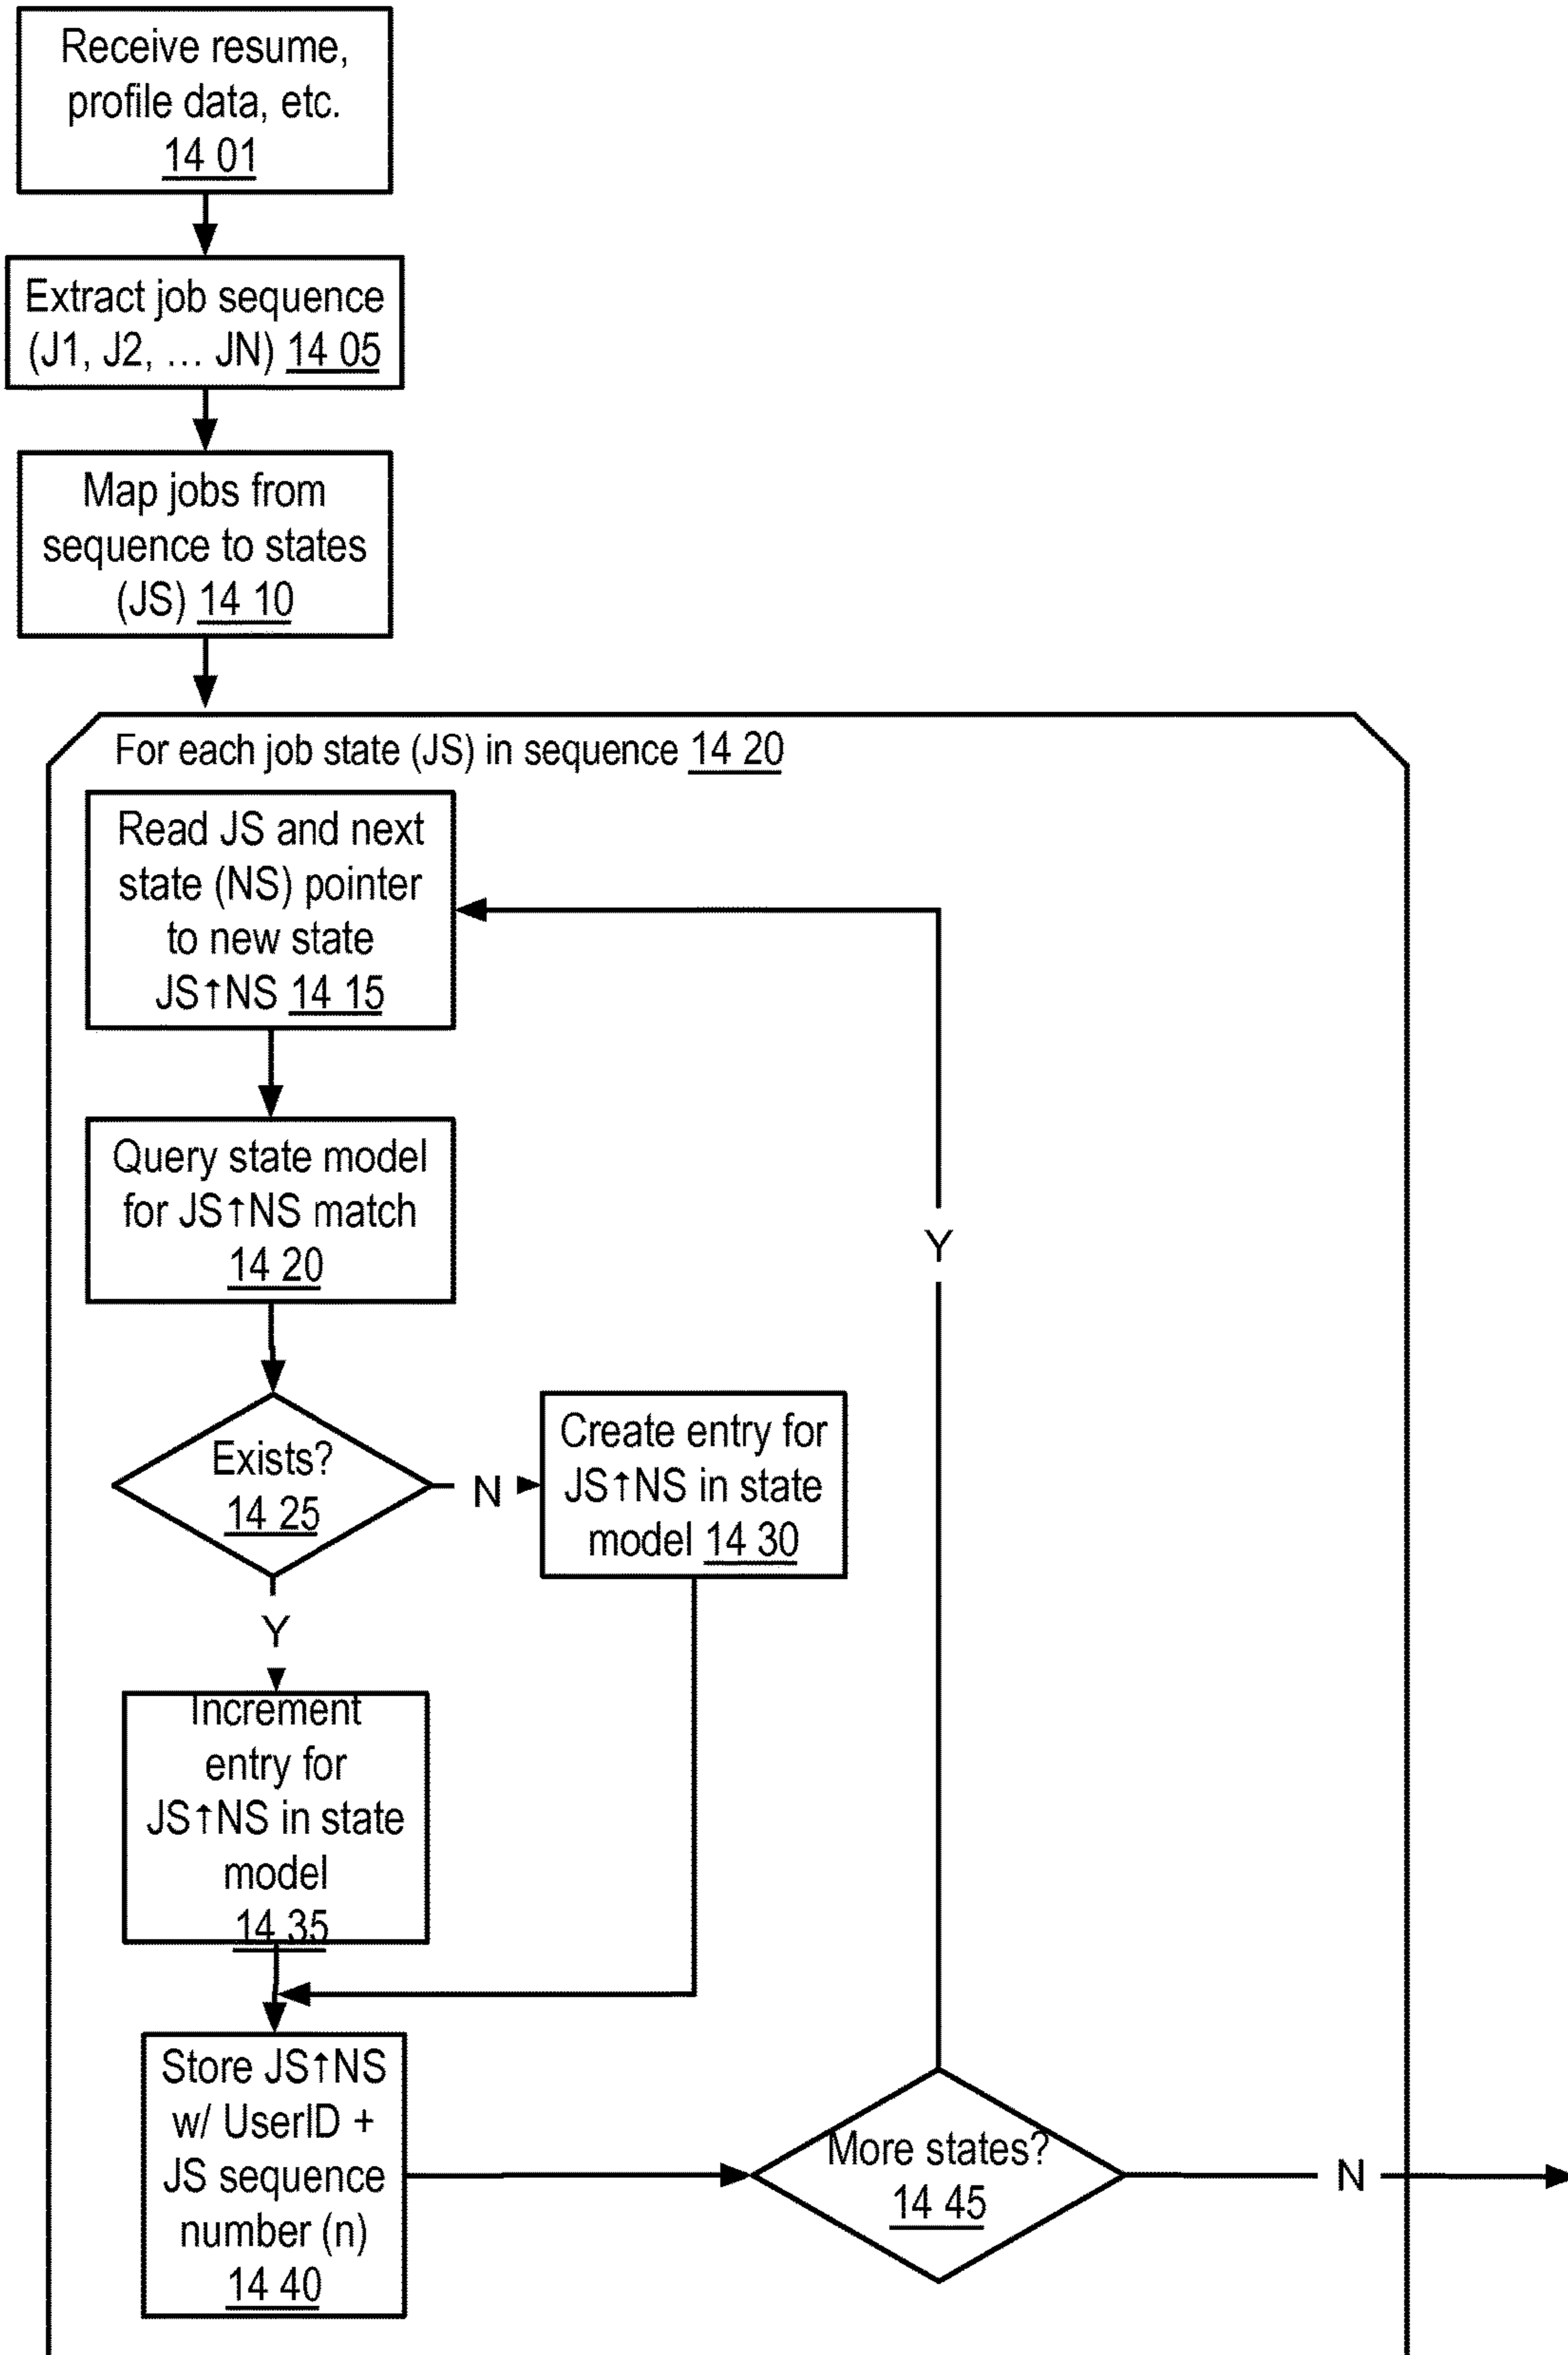 Receive resume,
profile data, etc.
14 01
Extract job sequence
(J1, J2, … JN) 14 05
Map jobs from
sequence to states
(JS) 14 10
For each job state (JS) in sequence 14 20
Read JS and next
state (NS) pointer
to new state
JS↑NS 14 15
Query state model
for JS↑NS match
14 20
Y
Exists?
14 25
N
Create entry for
JS↑NS in state
model 14 30
Y
Increment
entry for
JS↑NS in state
model
14 35
Store JS↑NS
w/ UserID +
JS sequence
number (n)
14 40
More states?
14 45
N